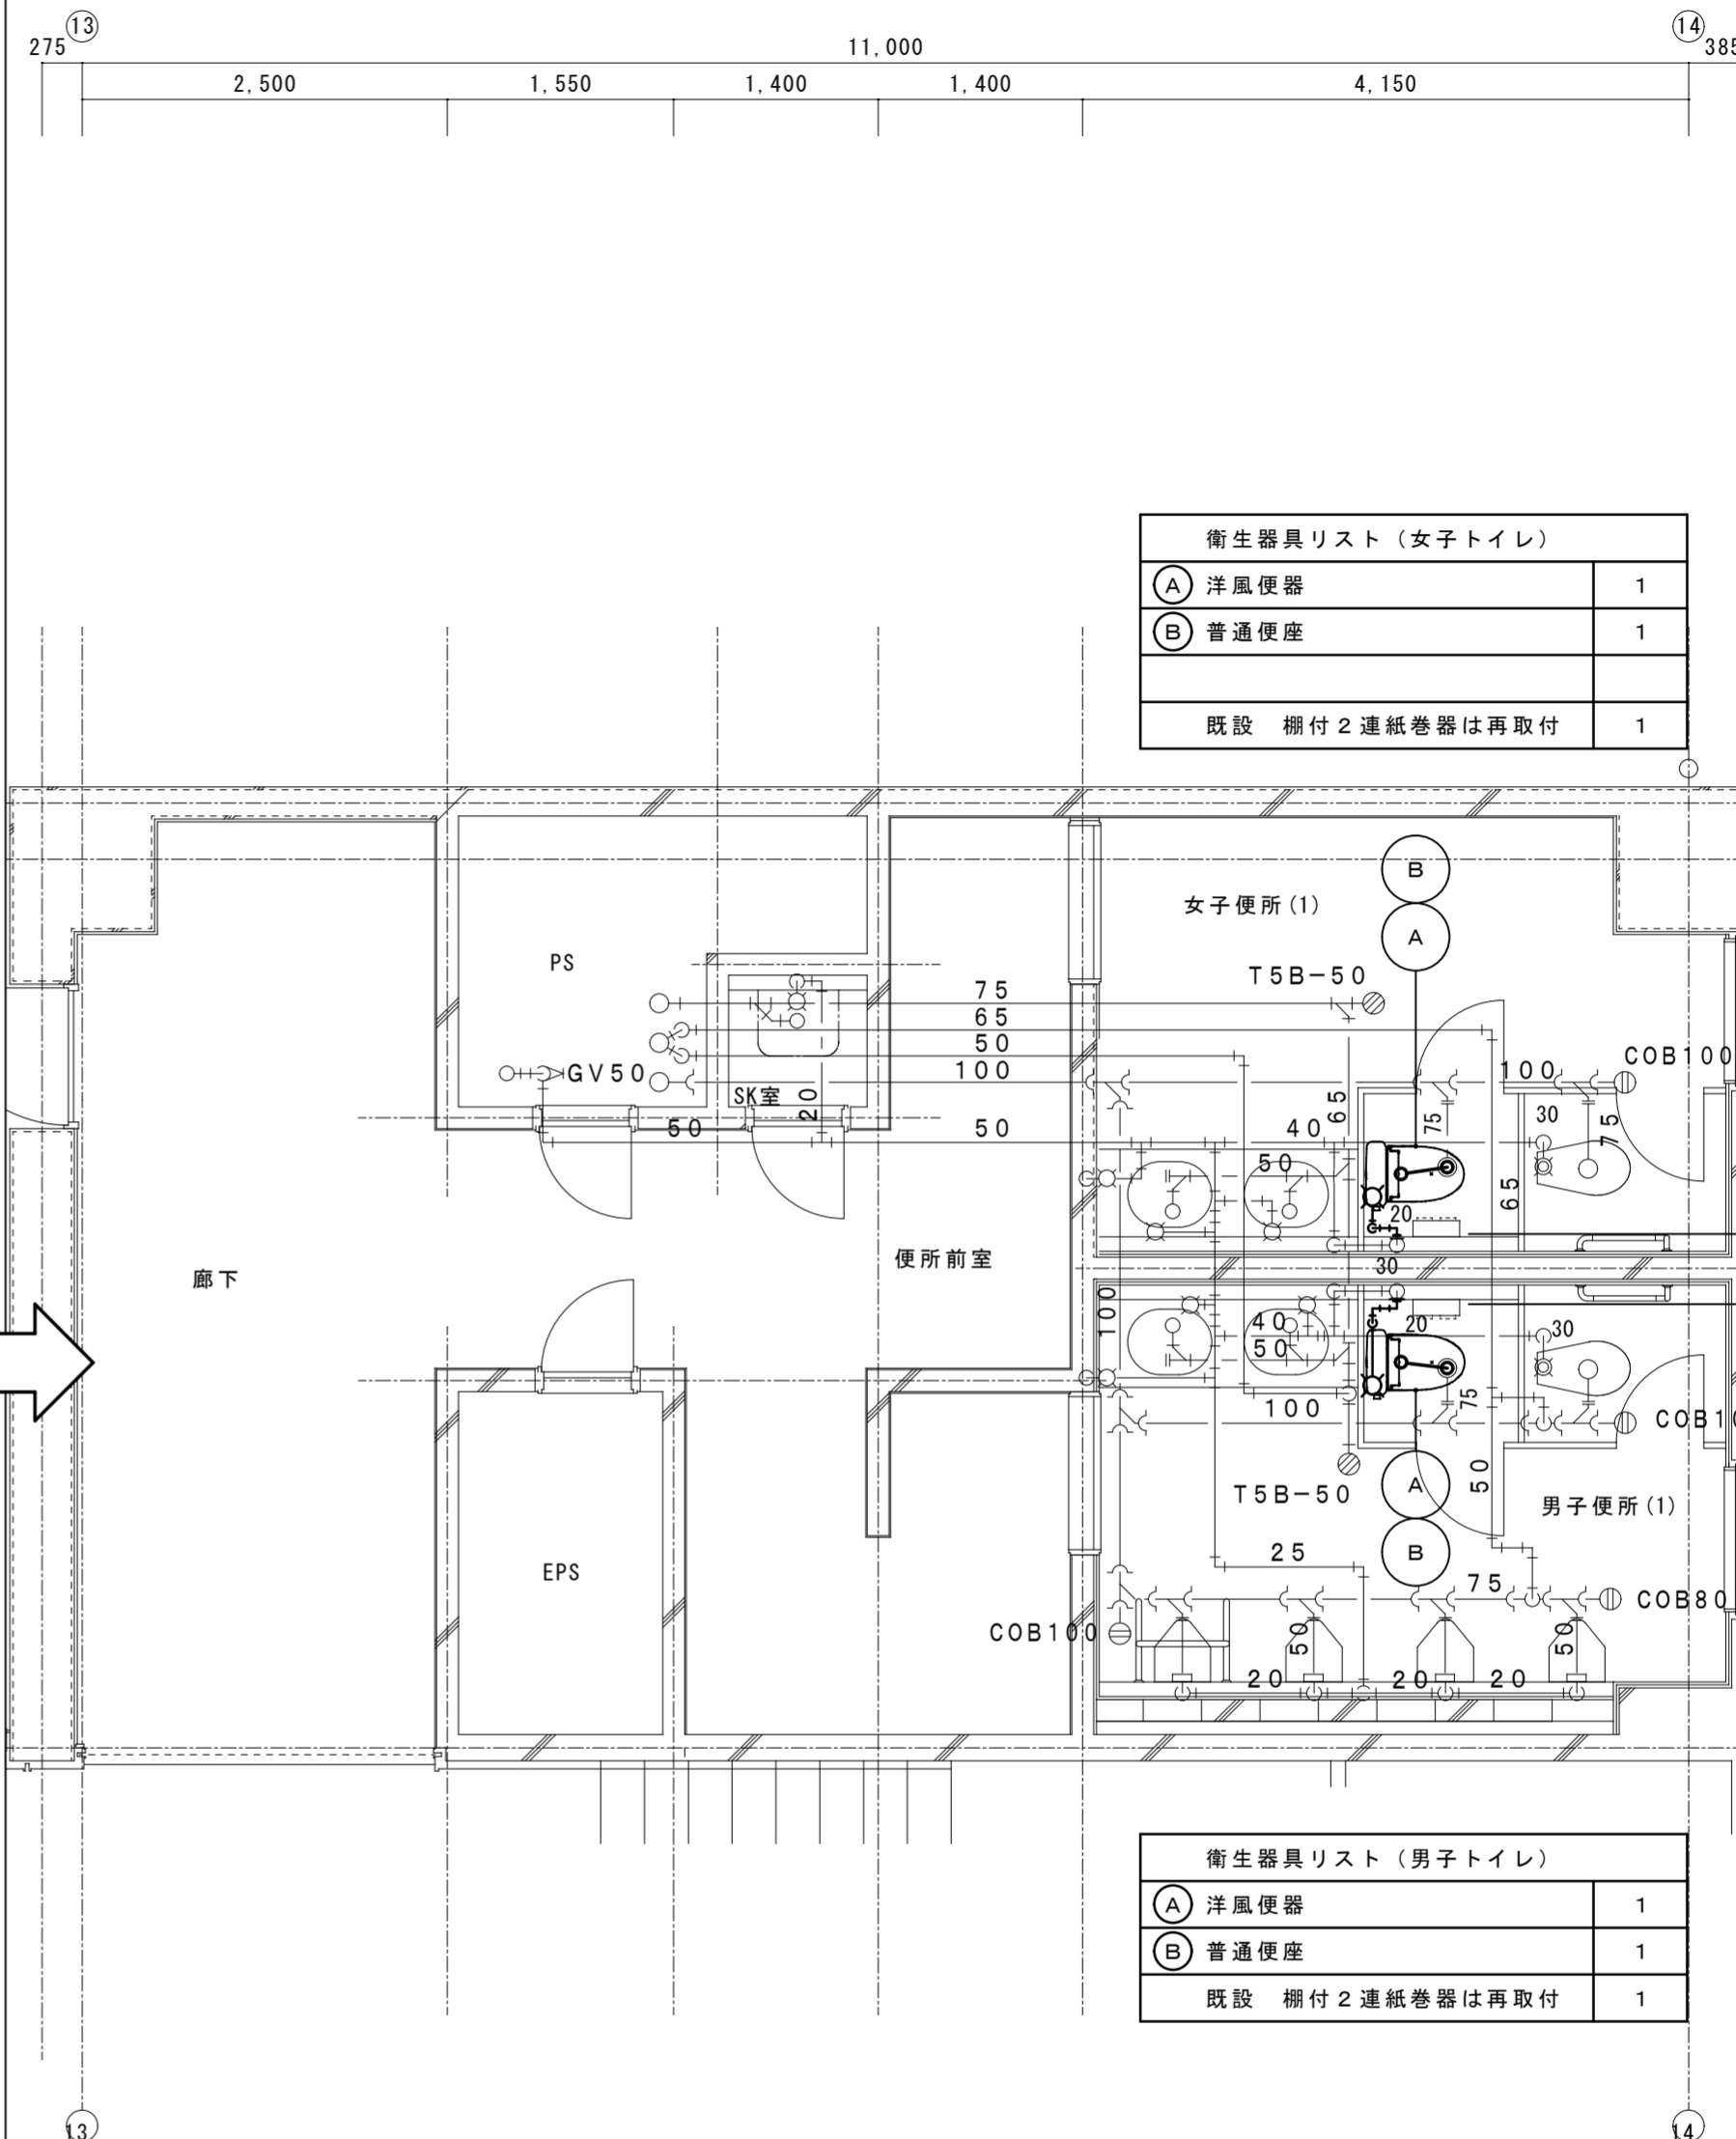 13 14
275 11,000 385
2,500 1,550 1,400 1,400 4,150
衛生器具リスト（女子トイレ）
A 洋風便器 1
B 普通便座 1
既設 棚付２連紙巻器は再取付 1
B
女子便所(1)
A
PS
T5B-50
75
65
50
100
COB100
100
GV50
SK室
20
65
75
30
75
50
50
40
50
65
20
便所前室
30
廊下
100
40
50
20
30
75
100
COB1
50
T5B-50
A
男子便所(1)
25
B
EPS
75
COB80
COB100
50
50
20
20
20
衛生器具リスト（男子トイレ）
A 洋風便器 1
B 普通便座 1
既設 棚付２連紙巻器は再取付 1
13 14